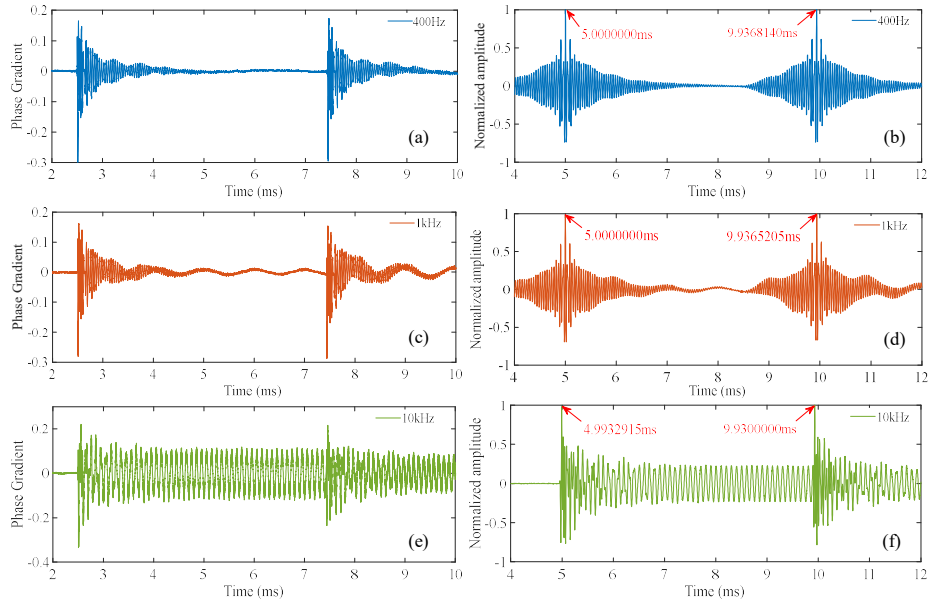 0.2
0.1
0
-0.1
-0.2
-0.3
Phase Gradient
400Hz
(a)
2 3 4 5 6 7 8 9 10
Time (ms)
1
0.5
0
-0.5
-1
Normalized amplitude
5.0000000ms
9.9368140ms
400Hz
(b)
4 5 6 7 8 9 10 11 12
Time (ms)
0.2
0.1
0
-0.1
-0.2
-0.3
Phase Gradient
1kHz
(c)
2 3 4 5 6 7 8 9 10
Time (ms)
1
0.5
0
-0.5
-1
Normalized amplitude
5.0000000ms
9.9365205ms
1kHz
(d)
4 5 6 7 8 9 10 11 12
Time (ms)
0.2
0
-0.2
-0.4
Phase Gradient
10kHz
(e)
2 3 4 5 6 7 8 9 10
Time (ms)
1
0.5
0
-0.5
-1
Normalized amplitude
4.9932915ms
9.9300000ms
10kHz
(f)
4 5 6 7 8 9 10 11 12
Time (ms)